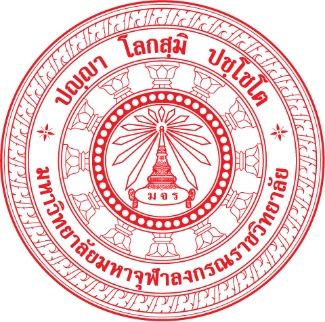 ปญฺญา โลกสฺมิ ปชฺโชโต
มจร
มหาวิทยาลัยมหาจุฬาลงกรณราชวิทยาลัย